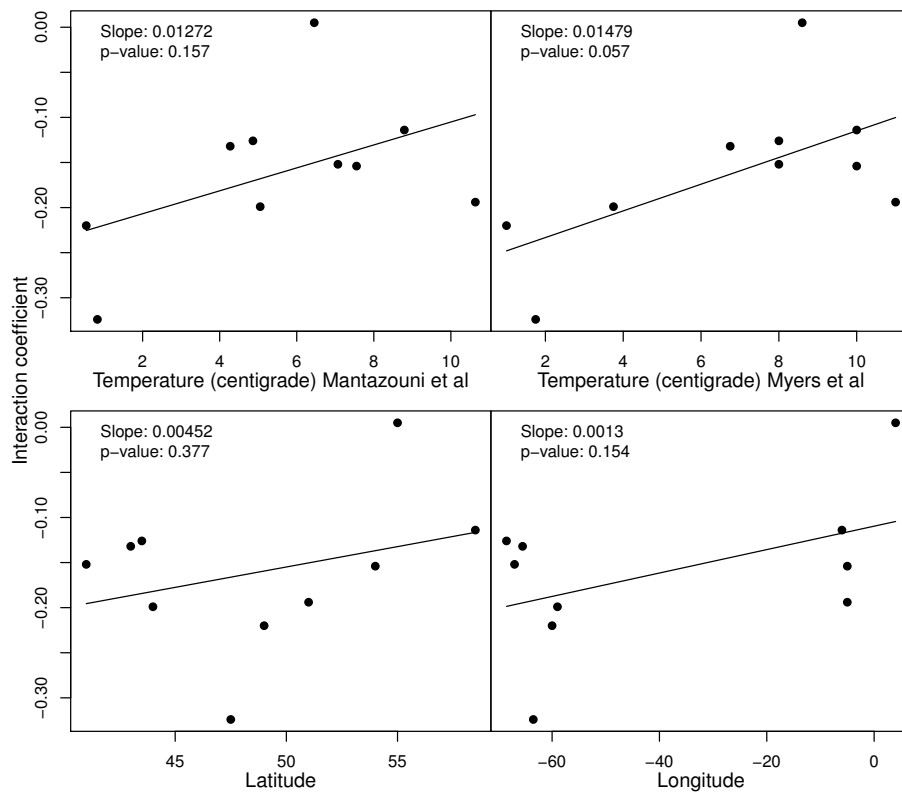 Slope: 0.01272
p−value: 0.157
Slope: 0.01479
p−value: 0.057
0.00
−0.10
−0.20
−0.30
2 4 6 8 10
2 4 6 8 10
Temperature (centigrade) Mantazouni et al
Temperature (centigrade) Myers et al
Interaction coefficient
Slope: 0.00452
p−value: 0.377
Slope: 0.0013
p−value: 0.154
0.00
−0.10
−0.20
−0.30
45 50 55
−60 −40 −20 0
Latitude
Longitude